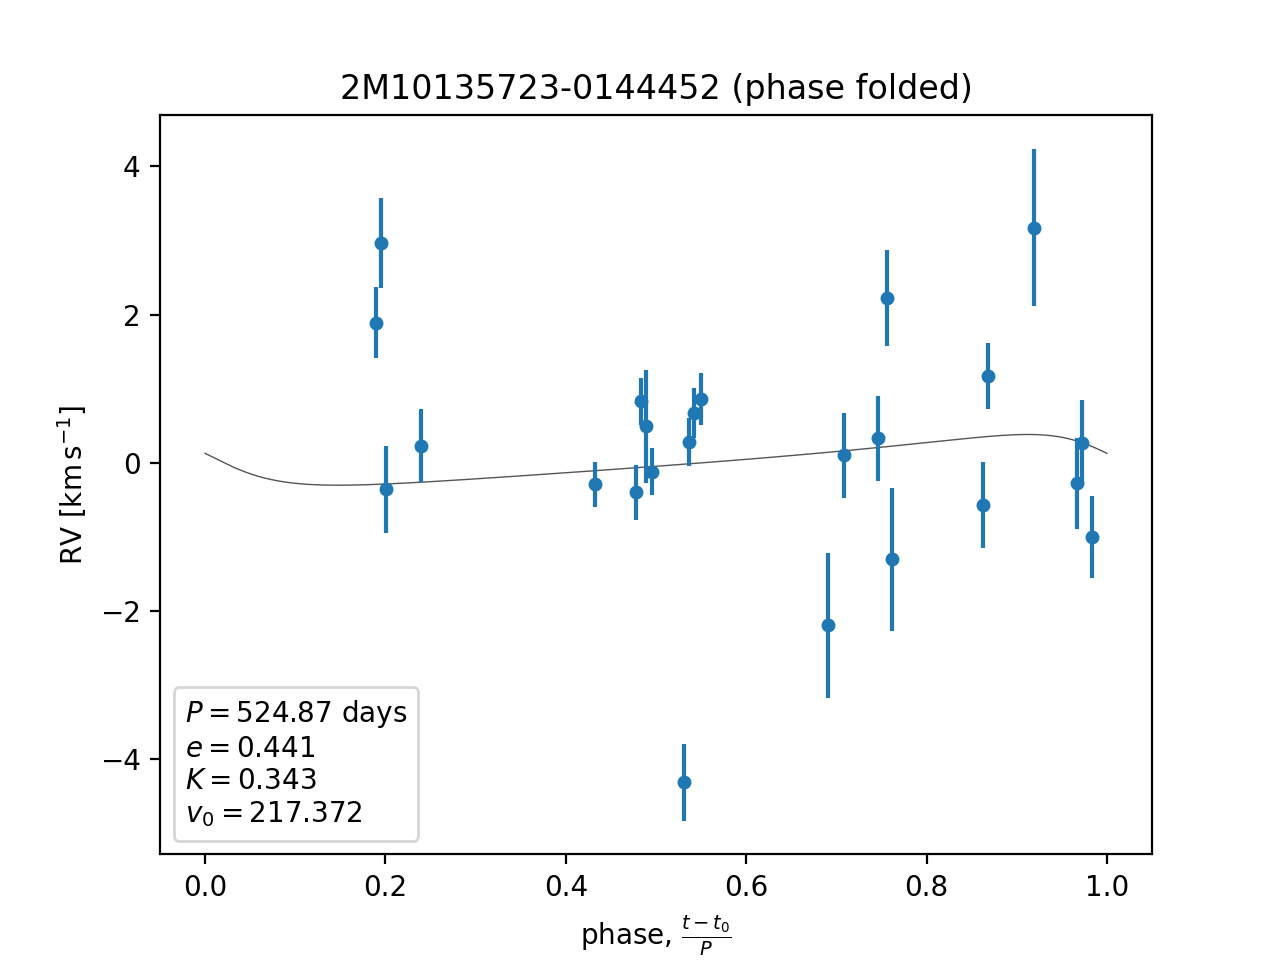 2M10135723-0144452 (phase folded)
4
2
0
−2
−4
RV [km s⁻¹]
P = 524.87 days
e = 0.441
K = 0.343
v₀ = 217.372
0.0 0.2 0.4 0.6 0.8 1.0
phase, (t − t₀)/P